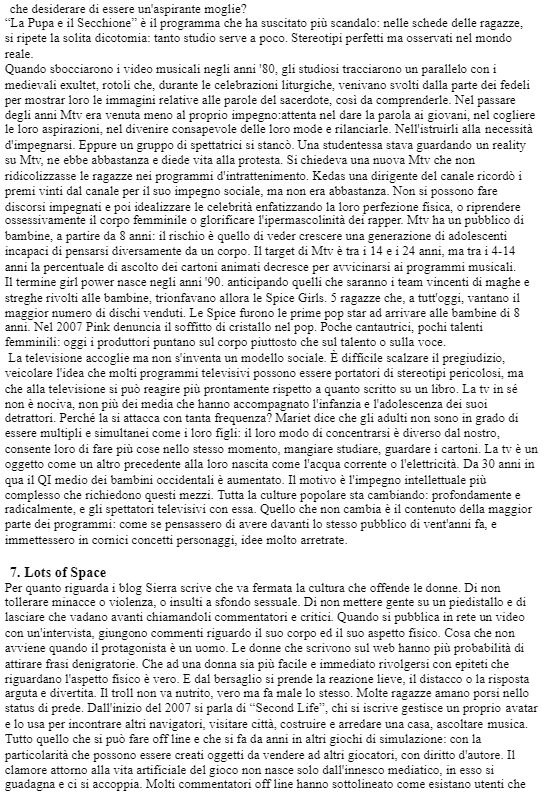 che desiderare di essere un'aspirante moglie?
“La Pupa e il Secchione” è il programma che ha suscitato più scandalo: nelle schede delle ragazze,
si ripete la solita dicotomia: tanto studio serve a poco. Stereotipi perfetti ma osservati nel mondo
reale.
Quando sbocciarono i video musicali negli anni '80, gli studiosi tracciarono un parallelo con i
medievali exultet, rotoli che, durante le celebrazioni liturgiche, venivano svolti dalla parte dei fedeli
per mostrar loro le immagini relative alle parole del sacerdote, così da comprenderle. Nel passare
degli anni Mtv era venuta meno al proprio impegno:attenta nel dare la parola ai giovani, nel cogliere
le loro aspirazioni, nel divenire consapevole delle loro mode e rilanciarle. Nell'istruirli alla necessità
d'impegnarsi. Eppure un gruppo di spettatrici si stancò. Una studentessa stava guardando un reality
su Mtv, ne ebbe abbastanza e diede vita alla protesta. Si chiedeva una nuova Mtv che non
ridicolizzasse le ragazze nei programmi d'intrattenimento. Kedas una dirigente del canale ricordò i
premi vinti dal canale per il suo impegno sociale, ma non era abbastanza. Non si possono fare
discorsi impegnati e poi idealizzare le celebrità enfatizzando la loro perfezione fisica, o riprendere
ossessivamente il corpo femminile o glorificare l'ipermascolinità dei rapper. Mtv ha un pubblico di
bambine, a partire da 8 anni: il rischio è quello di veder crescere una generazione di adolescenti
incapaci di pensarsi diversamente da un corpo. Il target di Mtv è tra i 14 e i 24 anni, ma tra i 4-14
anni la percentuale di ascolto dei cartoni animati decresce per avvicinarsi ai programmi musicali.
Il termine girl power nasce negli anni '90. anticipando quelli che saranno i team vincenti di maghe e
streghe rivolti alle bambine, trionfavano allora le Spice Girls. 5 ragazze che, a tutt'oggi, vantano il
maggior numero di dischi venduti. Le Spice furono le prime pop star ad arrivare alle bambine di 8
anni. Nel 2007 Pink denuncia il soffitto di cristallo nel pop. Poche cantautrici, pochi talenti
femminili: oggi i produttori puntano sul corpo piuttosto che sul talento o sulla voce.
La televisione accoglie ma non s'inventa un modello sociale. È difficile scalzare il pregiudizio,
veicolare l'idea che molti programmi televisivi possono essere portatori di stereotipi pericolosi, ma
che alla televisione si può reagire più prontamente rispetto a quanto scritto su un libro. La tv in sé
non è nociva, non più dei media che hanno accompagnato l'infanzia e l'adolescenza dei suoi
detrattori. Perché la si attacca con tanta frequenza? Mariet dice che gli adulti non sono in grado di
essere multipli e simultanei come i loro figli: il loro modo di concentrarsi è diverso dal nostro,
consente loro di fare più cose nello stesso momento, mangiare studiare, guardare i cartoni. La tv è un
oggetto come un altro precedente alla loro nascita come l'acqua corrente o l'elettricità. Da 30 anni in
qua il QI medio dei bambini occidentali è aumentato. Il motivo è l'impegno intellettuale più
complesso che richiedono questi mezzi. Tutta la culture popolare sta cambiando: profondamente e
radicalmente, e gli spettatori televisivi con essa. Quello che non cambia è il contenuto della maggior
parte dei programmi: come se pensassero di avere davanti lo stesso pubblico di vent'anni fa, e
immettessero in cornici concetti personaggi, idee molto arretrate.
7. Lots of Space
Per quanto riguarda i blog Sierra scrive che va fermata la cultura che offende le donne. Di non
tollerare minacce o violenza, o insulti a sfondo sessuale. Di non mettere gente su un piedistallo e di
lasciare che vadano avanti chiamandoli commentatori e critici. Quando si pubblica in rete un video
con un'intervista, giungono commenti riguardo il suo corpo ed il suo aspetto fisico. Cosa che non
avviene quando il protagonista è un uomo. Le donne che scrivono sul web hanno più probabilità di
attirare frasi denigratorie. Che ad una donna sia più facile e immediato rivolgersi con epiteti che
riguardano l'aspetto fisico è vero. E dal bersaglio si prende la reazione lieve, il distacco o la risposta
arguta e divertita. Il troll non va nutrito, vero ma fa male lo stesso. Molte ragazze amano porsi nello
status di prede. Dall'inizio del 2007 si parla di “Second Life”, chi si iscrive gestisce un proprio avatar
e lo usa per incontrare altri navigatori, visitare città, costruire e arredare una casa, ascoltare musica.
Tutto quello che si può fare off line e che si fa da anni in altri giochi di simulazione: con la
particolarità che possono essere creati oggetti da vendere ad altri giocatori, con diritto d'autore. Il
clamore attorno alla vita artificiale del gioco non nasce solo dall'innesco mediatico, in esso si
guadagna e ci si accoppia. Molti commentatori off line hanno sottolineato come esistano utenti che